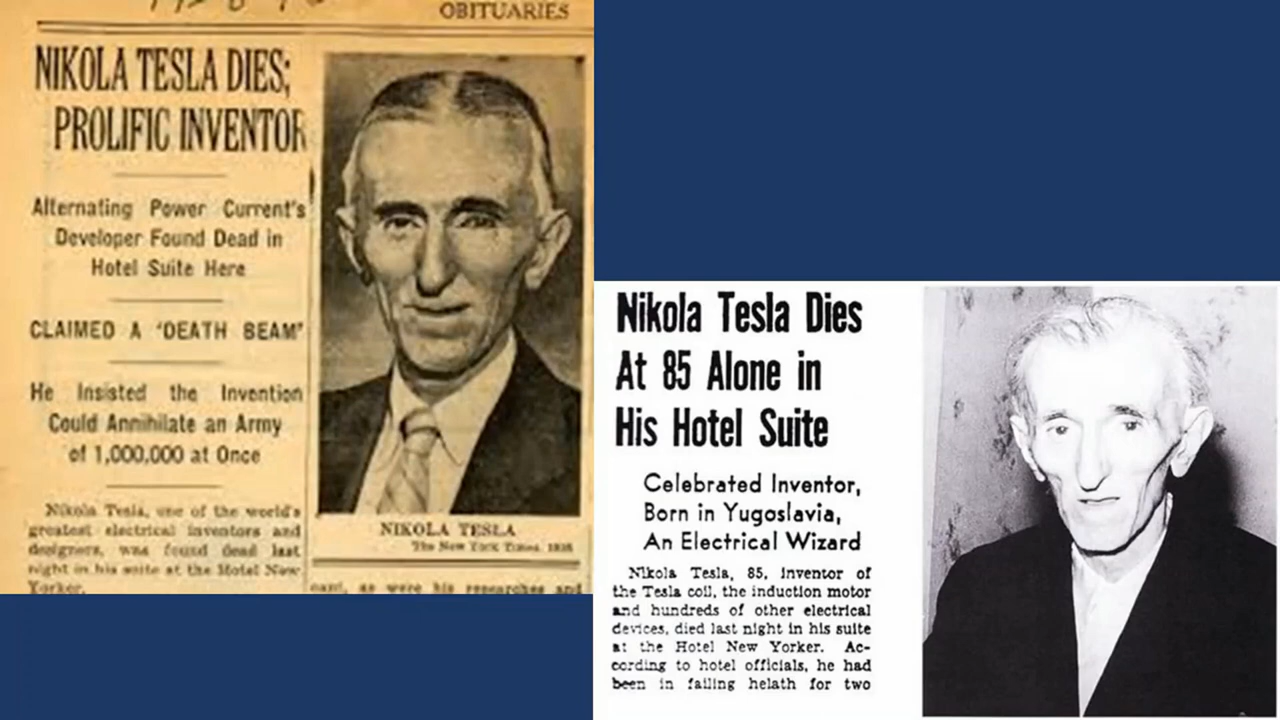 OBITUARIES
NIKOLA TESLA DIES;
PROLIFIC INVENTOR
Alternating Power Current's
Developer Found Dead in
Hotel Suite Here
CLAIMED A 'DEATH BEAM'
He Insisted the Invention
Could Annihilate an Army
of 1,000,000 at Once
Nikola Tesla, one of the world's
greatest electrical inventors and
designers, was found dead last
night in his suite at the Hotel New
Yorker.
NIKOLA TESLA
The New York Times,
as were his researches and
Nikola Tesla Dies
At 85 Alone in
His Hotel Suite
Celebrated Inventor,
Born in Yugoslavia,
An Electrical Wizard
Nikola Tesla, 85, inventor of
the Tesla coil, the induction motor
and hundreds of other electrical
devices, died last night in his suite
at the Hotel New Yorker. Ac-
cording to hotel officials, he had
been in failing helath for two